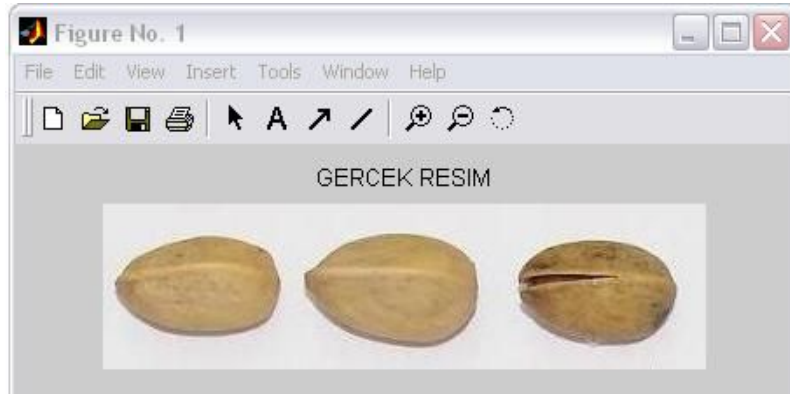 Figure No. 1
File Edit View Insert Tools Window Help
A
GERCEK RESIM